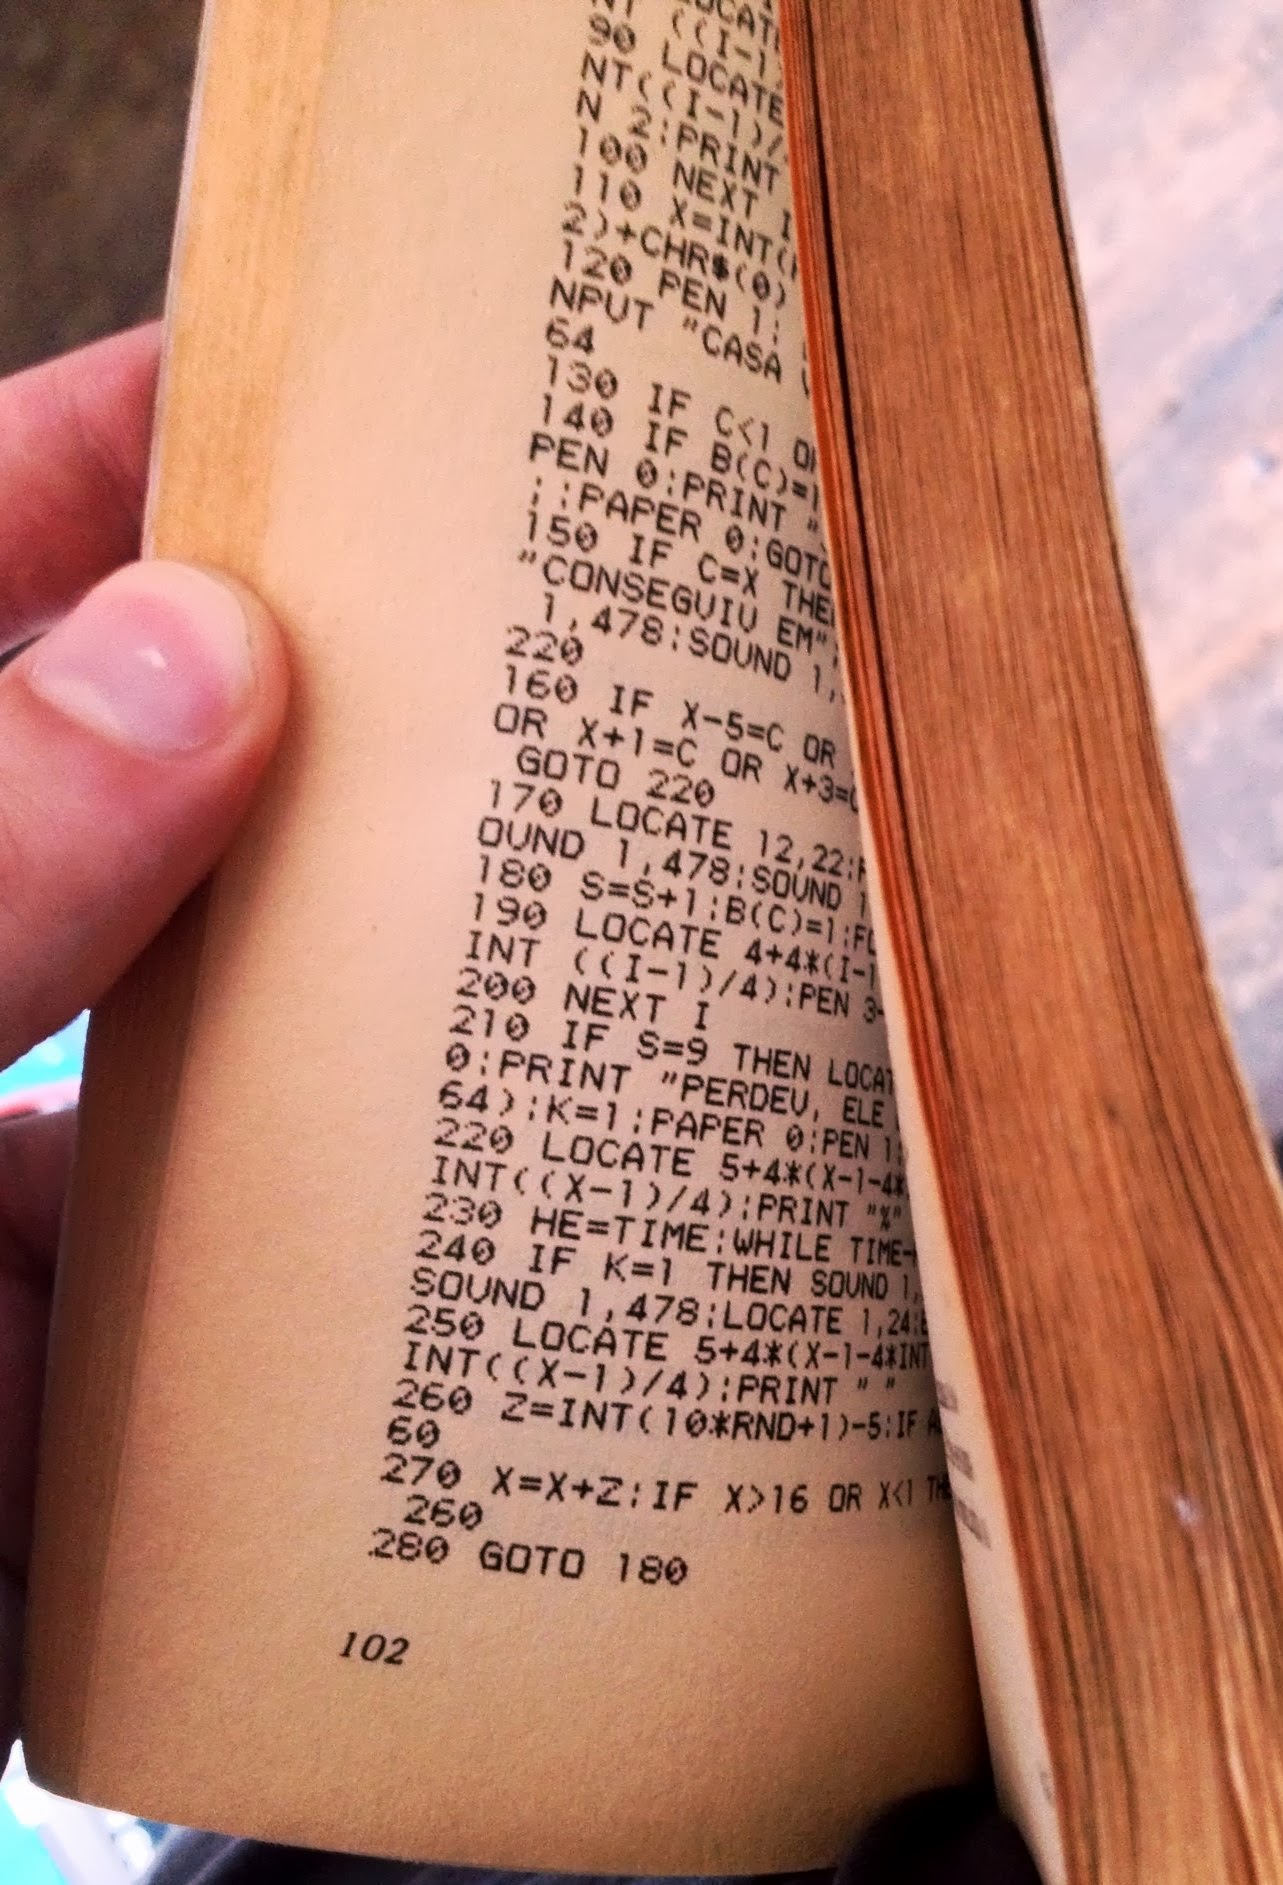 90 LOCATE
NT((I-1)/
N 2:PRINT
100 NEXT I
110 X=INT(
2)+CHR$(0)
120 PEN 1:
NPUT "CASA
64
130 IF C<1
140 IF B(C)=
PEN 0:PRINT "
;:PAPER 0:GOTO
150 IF C=X
"CONSEGUIU EM"
1,478:SOUND 1,
220
160 IF X-5=C OR
OR X+1=C OR X+3=
GOTO 220
170 LOCATE 12,22:
OUND 1,478:SOUND
180 S=S+1:B(C)=1:
190 LOCATE 4+4*(I-1
INT ((I-1)/4):PEN 3-
200 NEXT I
210 IF S=9 THEN LOCAT
0:PRINT "PERDEU, ELE
64):K=1:PAPER 0:PEN 1
220 LOCATE 5+4*(X-1-4*
INT((X-1)/4):PRINT "%"
230 HE=TIME:WHILE TIME-
240 IF K=1 THEN SOUND 1,
SOUND 1,478:LOCATE 1,24:
250 LOCATE 5+4*(X-1-4*INT
INT((X-1)/4):PRINT " "
260 Z=INT(10*RND+1)-5:IF
60
270 X=X+Z:IF X>16 OR X<1
260
280 GOTO 180
102